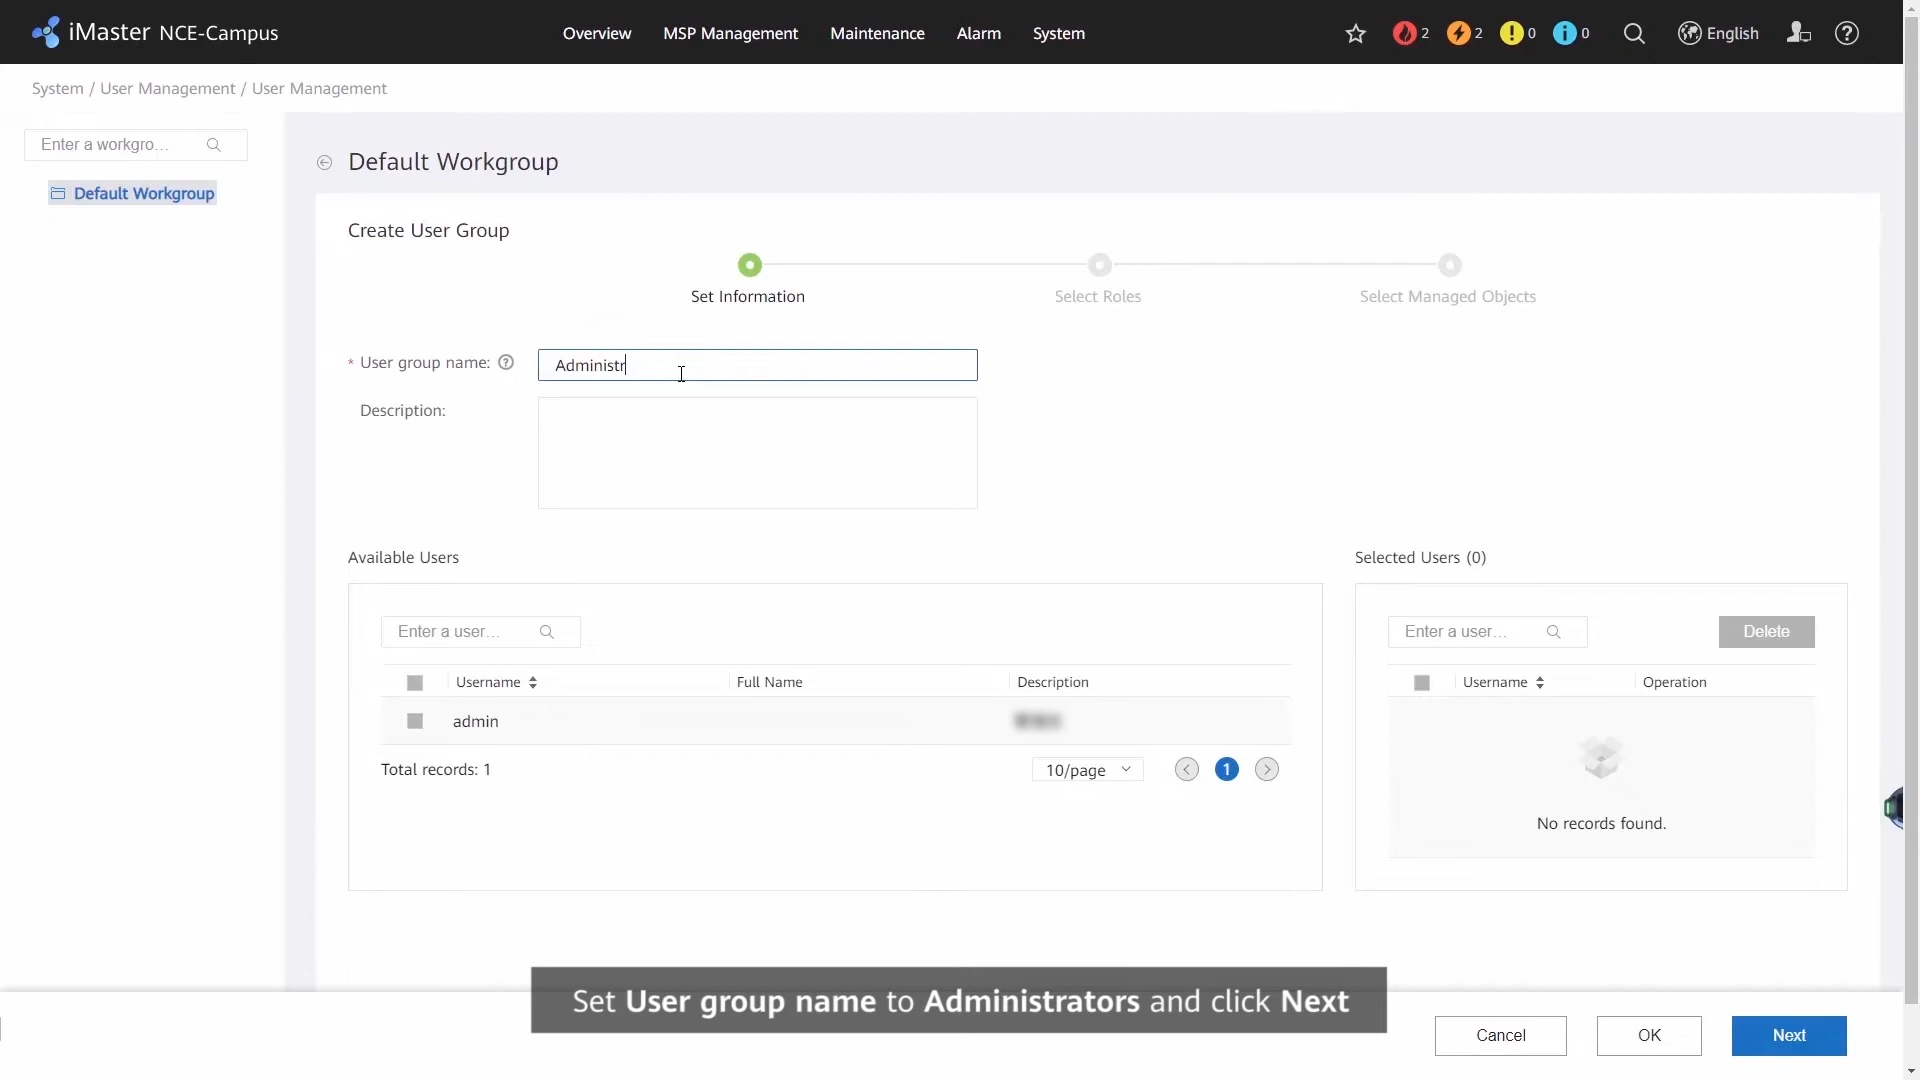 iMaster NCE-Campus
Overview MSP Management Maintenance Alarm System
2 2 0 0 English
System / User Management / User Management
Enter a workgro...
Default Workgroup
Default Workgroup
Create User Group
Set Information Select Roles Select Managed Objects
* User group name: Administr
Description:
Available Users
Selected Users (0)
Enter a user...
Enter a user... Delete
Username Full Name Description
Username Operation
admin
Total records: 1 10/page 1
No records found.
Set User group name to Administrators and click Next
Cancel OK Next